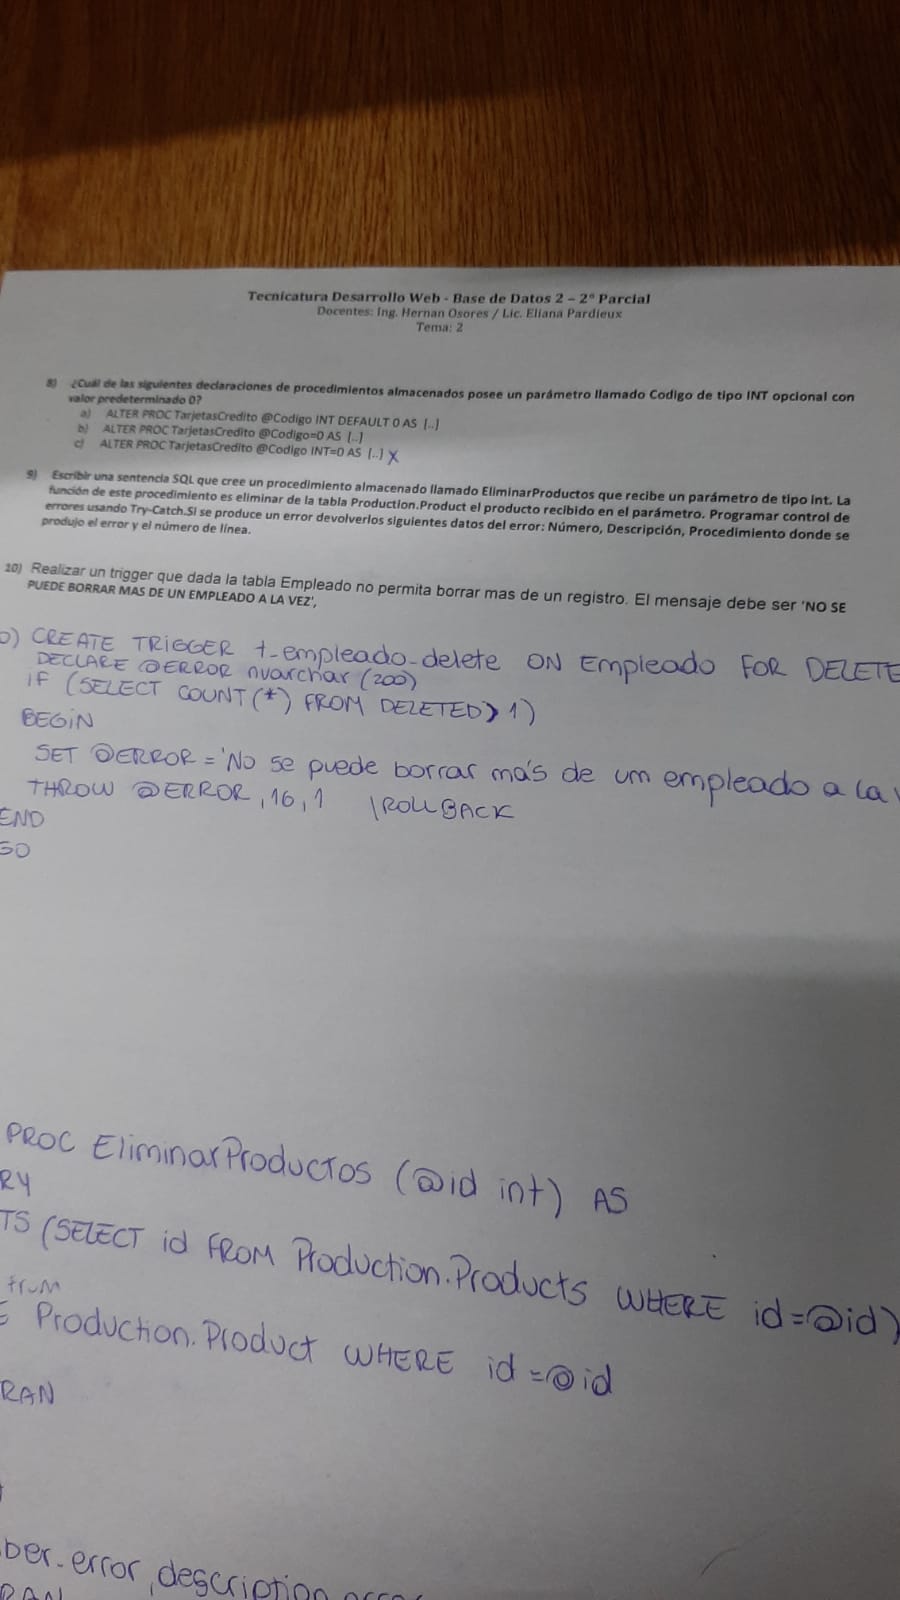 Tecnicatura Desarrollo Web - Base de Datos 2 – 2° Parcial
Docentes: Ing. Hernan Osores / Lic. Eliana Pardieux
Tema: 2
8) ¿Cuál de las siguientes declaraciones de procedimientos almacenados posee un parámetro llamado Codigo de tipo INT opcional con
valor predeterminado 0?
a) ALTER PROC TarjetasCredito @Codigo INT DEFAULT 0 AS [..]
b) ALTER PROC TarjetasCredito @Codigo=0 AS [..]
c) ALTER PROC TarjetasCredito @Codigo INT=0 AS [..] X
9) Escribir una sentencia SQL que cree un procedimiento almacenado llamado EliminarProductos que recibe un parámetro de tipo Int. La
función de este procedimiento es eliminar de la tabla Production.Product el producto recibido en el parámetro. Programar control de
errores usando Try-Catch.Si se produce un error devolverlos siguientes datos del error: Número, Descripción, Procedimiento donde se
produjo el error y el número de línea.
10) Realizar un trigger que dada la tabla Empleado no permita borrar mas de un registro. El mensaje debe ser 'NO SE
PUEDE BORRAR MAS DE UN EMPLEADO A LA VEZ',
0) CREATE TRIGGER t_empleado_delete ON Empleado FOR DELETE
DECLARE @ERROR nvarchar (200)
IF (SELECT COUNT(*) FROM DELETED > 1)
BEGIN
SET @ERROR = 'No se puede borrar más de um empleado a la
THROW @ERROR, 16, 1 \ROLLBACK
END
GO
PROC EliminarProductos (@id int) AS
RY
TS (SELECT id FROM Production.Products WHERE id=@id)
from
E Production.Product WHERE id=@id
RAN
ber_error, description
RAN